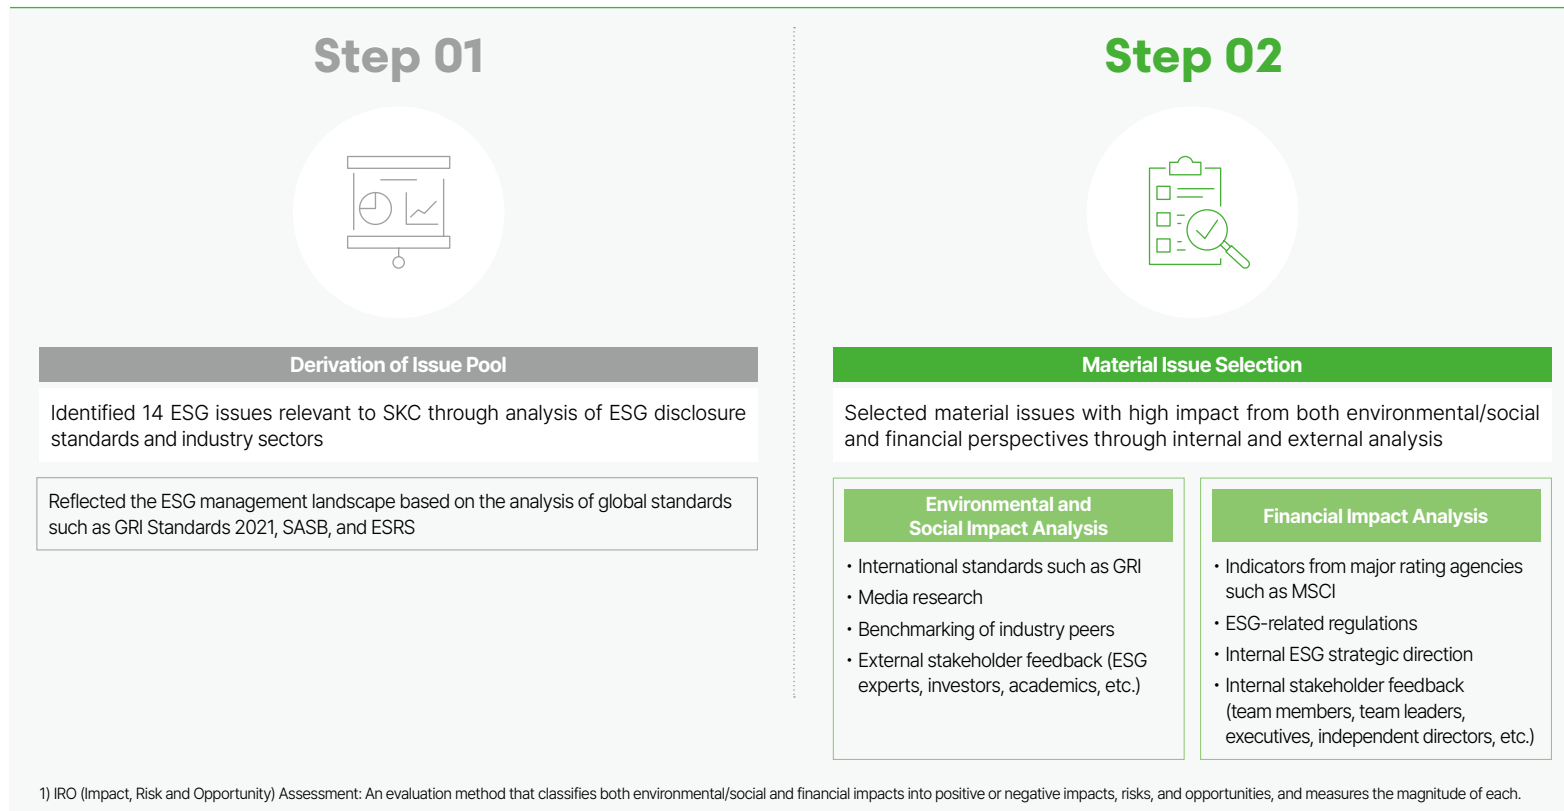 Step 01
Derivation of Issue Pool
Identified 14 ESG issues relevant to SKC through analysis of ESG disclosure
standards and industry sectors
Reflected the ESG management landscape based on the analysis of global standards
such as GRI Standards 2021, SASB, and ESRS
Step 02
Material Issue Selection
Selected material issues with high impact from both environmental/social
and financial perspectives through internal and external analysis
Environmental and
Social Impact Analysis
・International standards such as GRI
・Media research
・Benchmarking of industry peers
・External stakeholder feedback (ESG
experts, investors, academics, etc.)
Financial Impact Analysis
・Indicators from major rating agencies
such as MSCI
・ESG-related regulations
・Internal ESG strategic direction
・Internal stakeholder feedback
(team members, team leaders,
executives, independent directors, etc.)
1) IRO (Impact, Risk and Opportunity) Assessment: An evaluation method that classifies both environmental/social and financial impacts into positive or negative impacts, risks, and opportunities, and measures the magnitude of each.